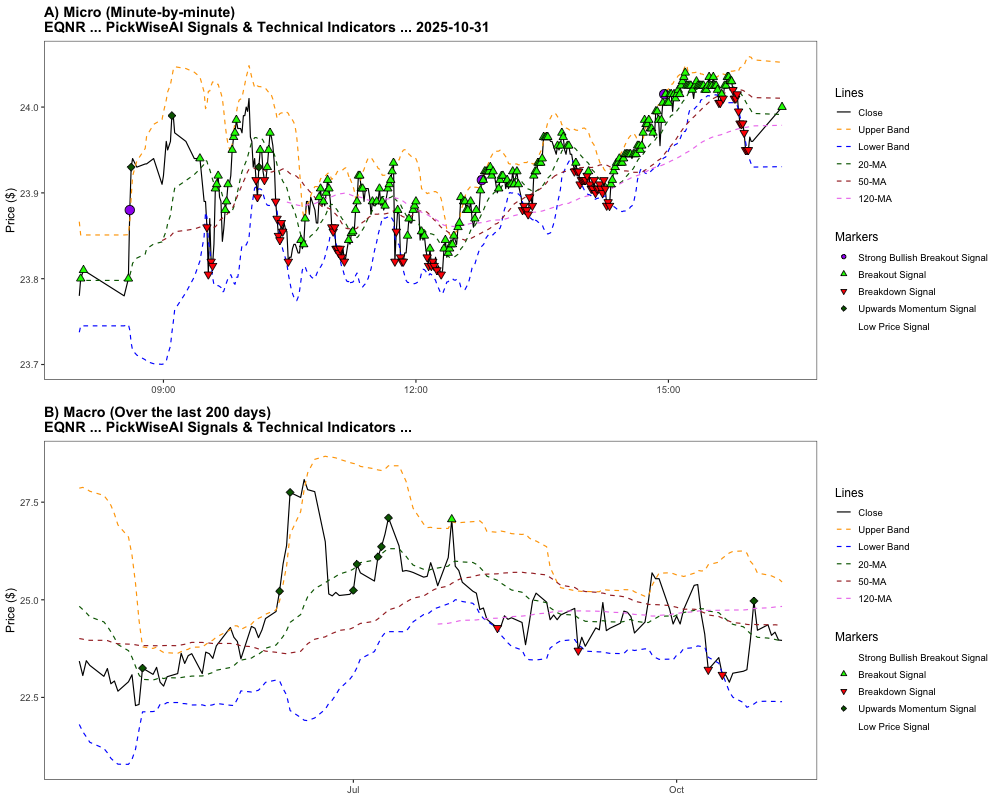 A) Micro (Minute-by-minute)
EQNR ... PickWiseAI Signals & Technical Indicators ... 2025-10-31
Price ($)
24.0
23.9
23.8
23.7
09:00
12:00
15:00
Lines
Close
Upper Band
Lower Band
20-MA
50-MA
120-MA
Markers
Strong Bullish Breakout Signal
Breakout Signal
Breakdown Signal
Upwards Momentum Signal
Low Price Signal
B) Macro (Over the last 200 days)
EQNR ... PickWiseAI Signals & Technical Indicators ...
Price ($)
27.5
25.0
22.5
Jul
Oct
Lines
Close
Upper Band
Lower Band
20-MA
50-MA
120-MA
Markers
Strong Bullish Breakout Signal
Breakout Signal
Breakdown Signal
Upwards Momentum Signal
Low Price Signal